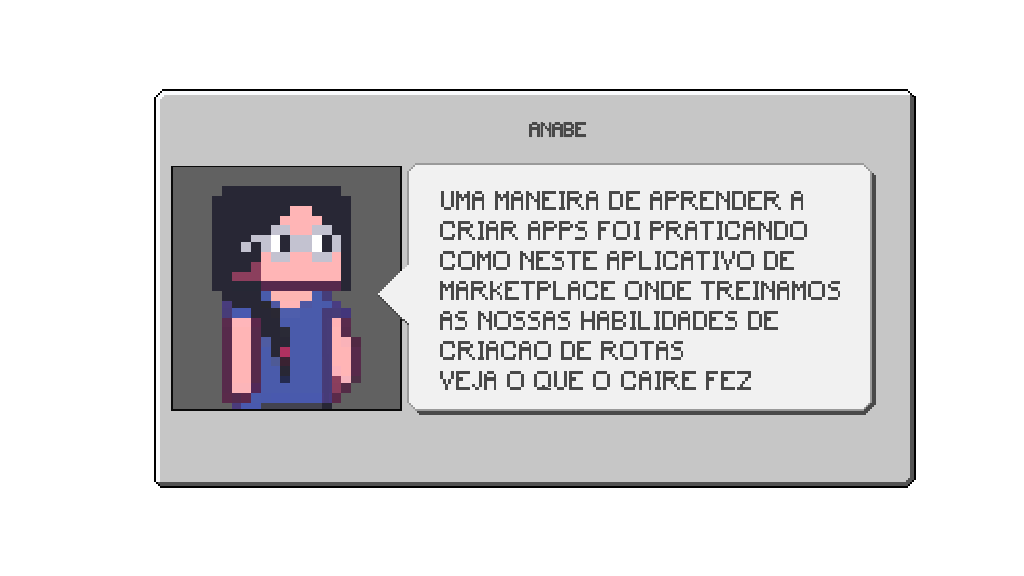 ANABE
UMA MANEIRA DE APRENDER A
CRIAR APPS FOI PRATICANDO
COMO NESTE APLICATIVO DE
MARKETPLACE ONDE TREINAMOS
AS NOSSAS HABILIDADES DE
CRIACAO DE ROTAS
VEJA O QUE O CAIRE FEZ